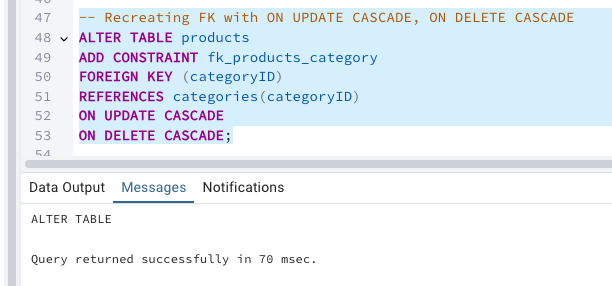 47 -- Recreating FK with ON UPDATE CASCADE, ON DELETE CASCADE
48 ALTER TABLE products
49 ADD CONSTRAINT fk_products_category
50 FOREIGN KEY (categoryID)
51 REFERENCES categories(categoryID)
52 ON UPDATE CASCADE
53 ON DELETE CASCADE;
54
Data Output Messages Notifications
ALTER TABLE
Query returned successfully in 70 msec.